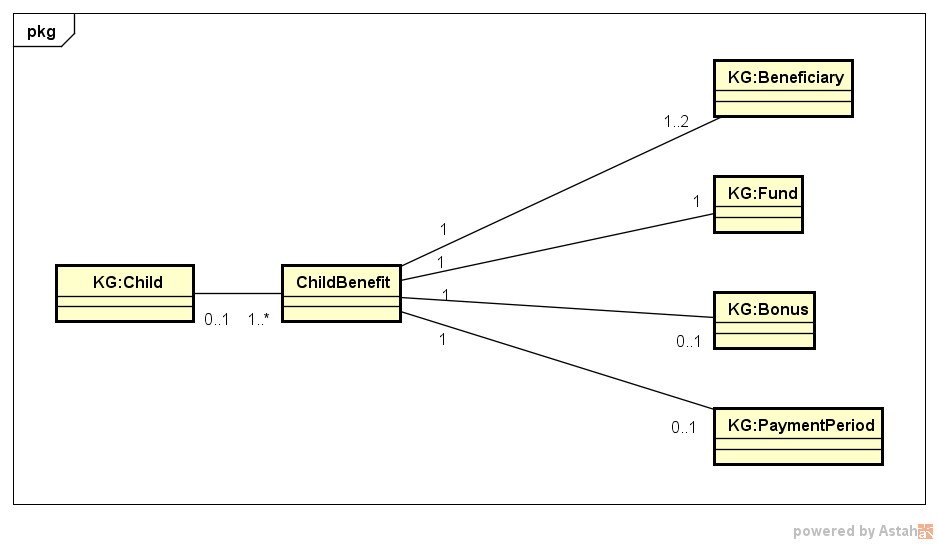 pkg
KG:Beneficiary
1..2
KG:Fund
1
1
1
KG:Child
ChildBenefit
0..1
1..*
1
KG:Bonus
0..1
1
KG:PaymentPeriod
0..1
powered by Astah